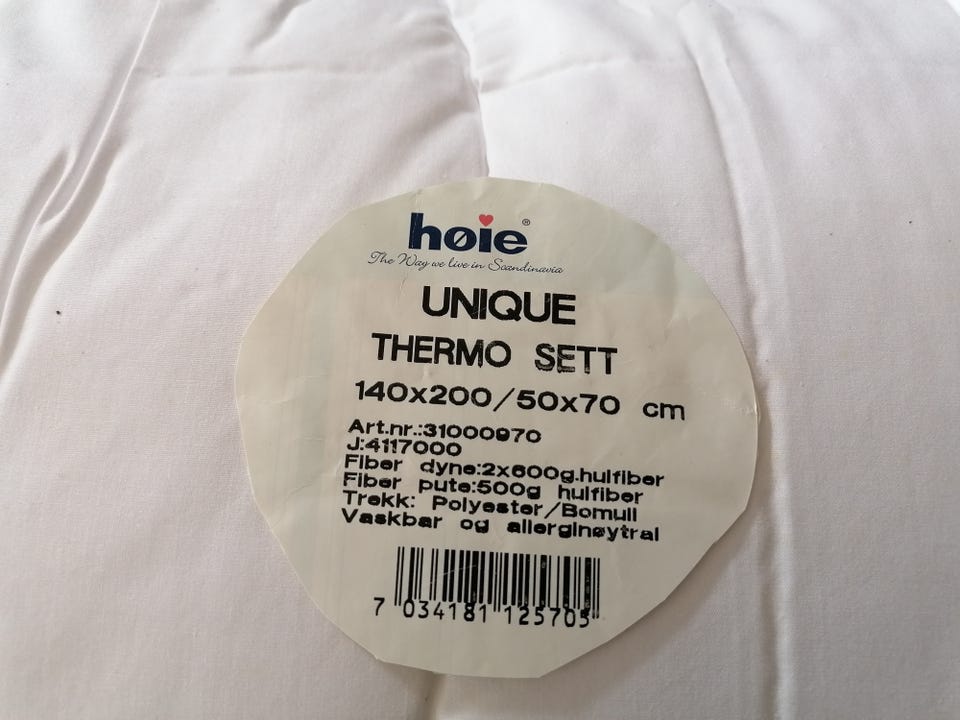 høie®
The Way we live in Scandinavia
UNIQUE
THERMO SETT
140x200/50x70 cm
Art.nr.:31000970
J:4117000
Fiber dyne:2x600g.hulfiber
Fiber pute:500g hulfiber
Trekk: Polyester/Bomull
Vaskbar og allerginøytral
7 034181 125705